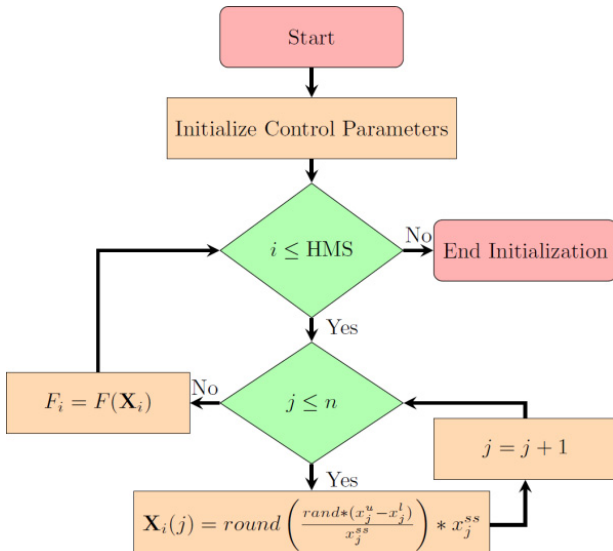 Start
Initialize Control Parameters
i ≤ HMS
No
End Initialization
Yes
F_i = F(X_i)
No
j ≤ n
j = j + 1
Yes
X_i(j) = round ( rand*(x_j^u − x_j^l) / x_j^{ss} ) * x_j^{ss}